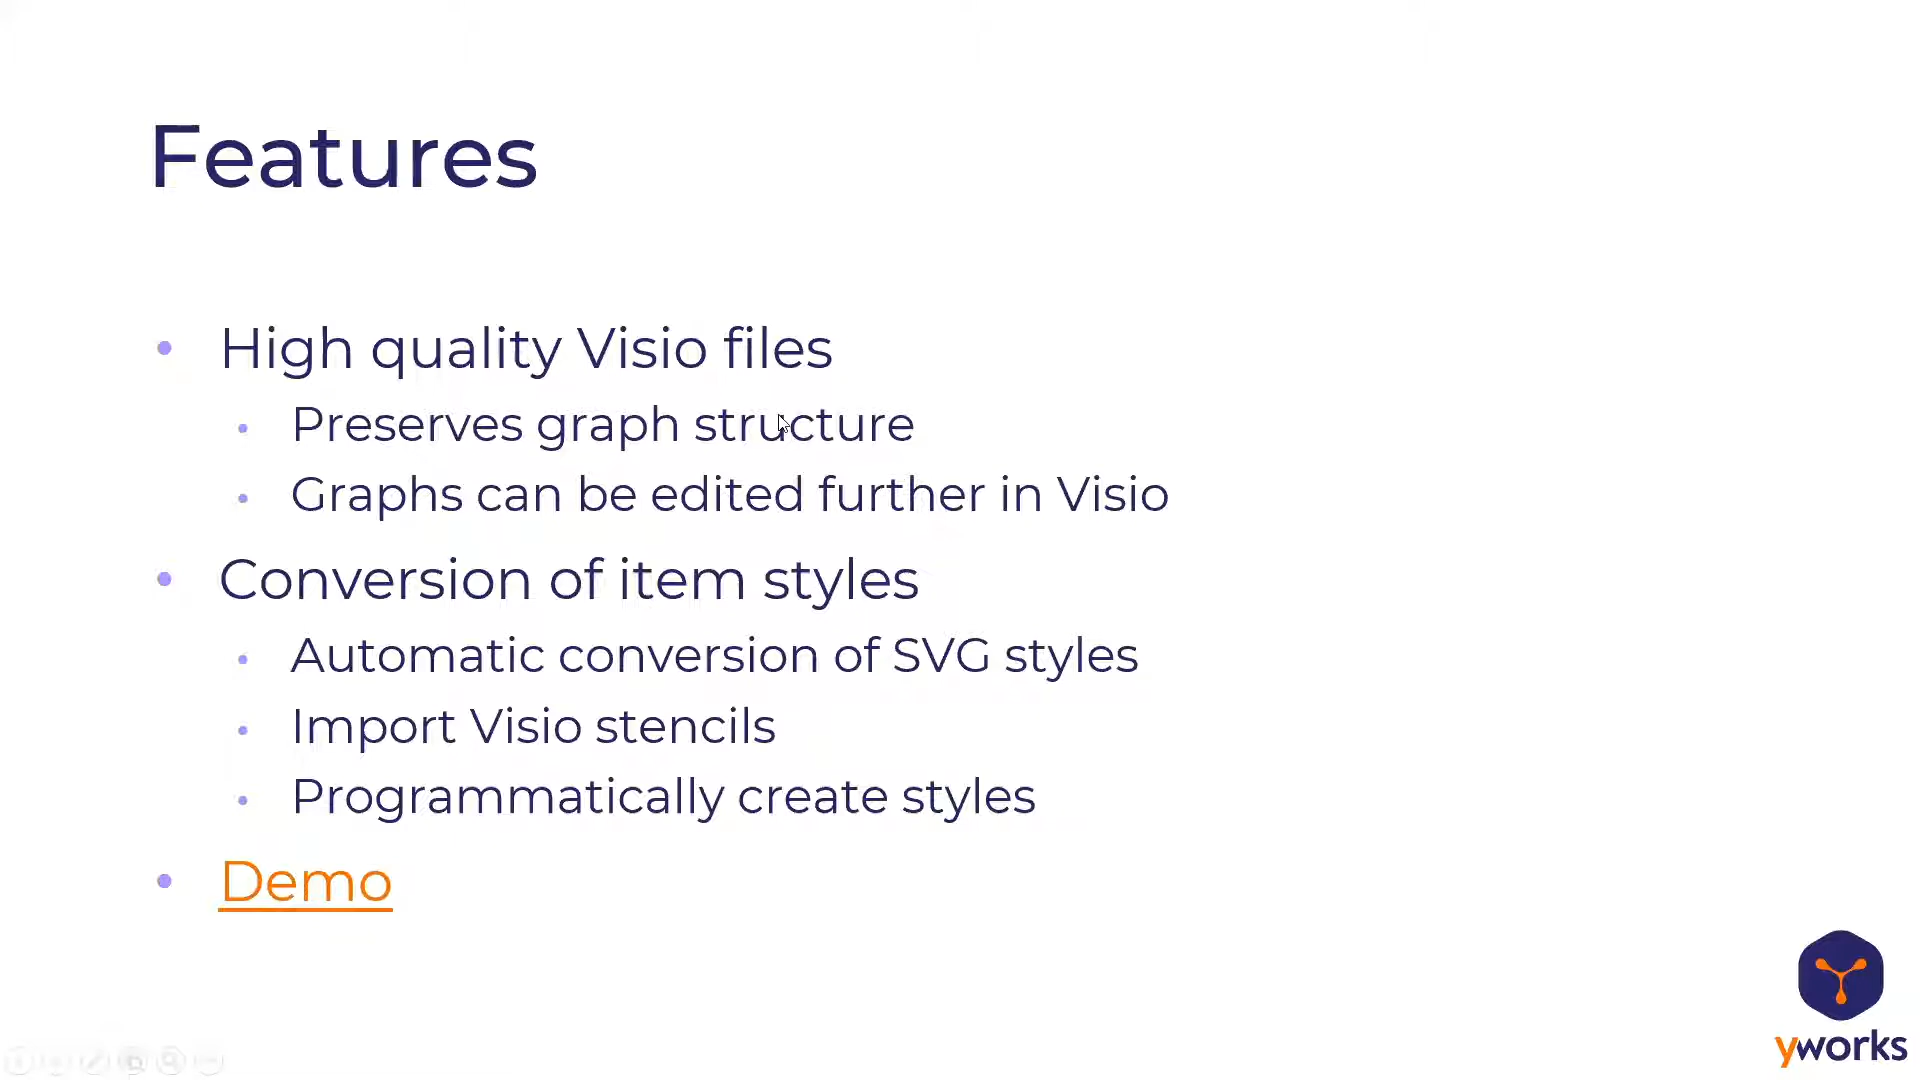 Features
High quality Visio files
Preserves graph structure
Graphs can be edited further in Visio
Conversion of item styles
Automatic conversion of SVG styles
Import Visio stencils
Programmatically create styles
Demo
yworks